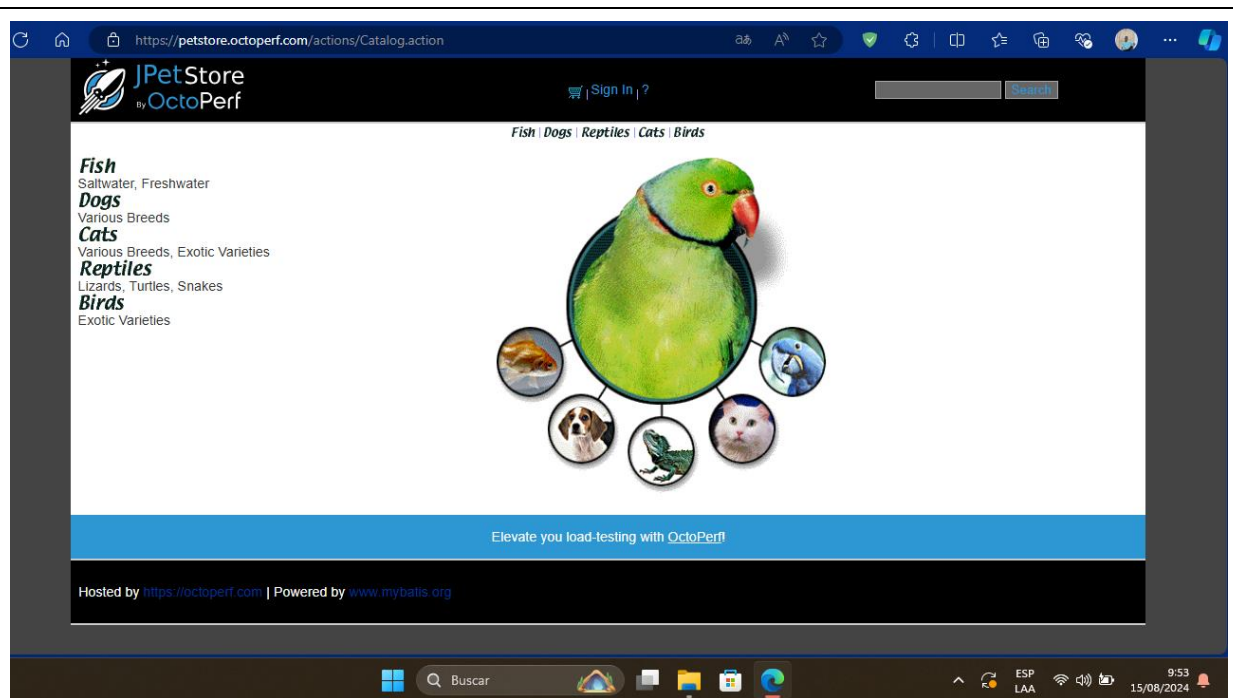 https://petstore.octoperf.com/actions/Catalog.action
JPetStore
By OctoPerf
| Sign In | ?
Search
Fish | Dogs | Reptiles | Cats | Birds
Fish
Saltwater, Freshwater
Dogs
Various Breeds
Cats
Various Breeds, Exotic Varieties
Reptiles
Lizards, Turtles, Snakes
Birds
Exotic Varieties
Elevate you load-testing with OctoPerf!
Hosted by https://octoperf.com | Powered by www.mybatis.org
Buscar
ESP
LAA
9:53
15/08/2024